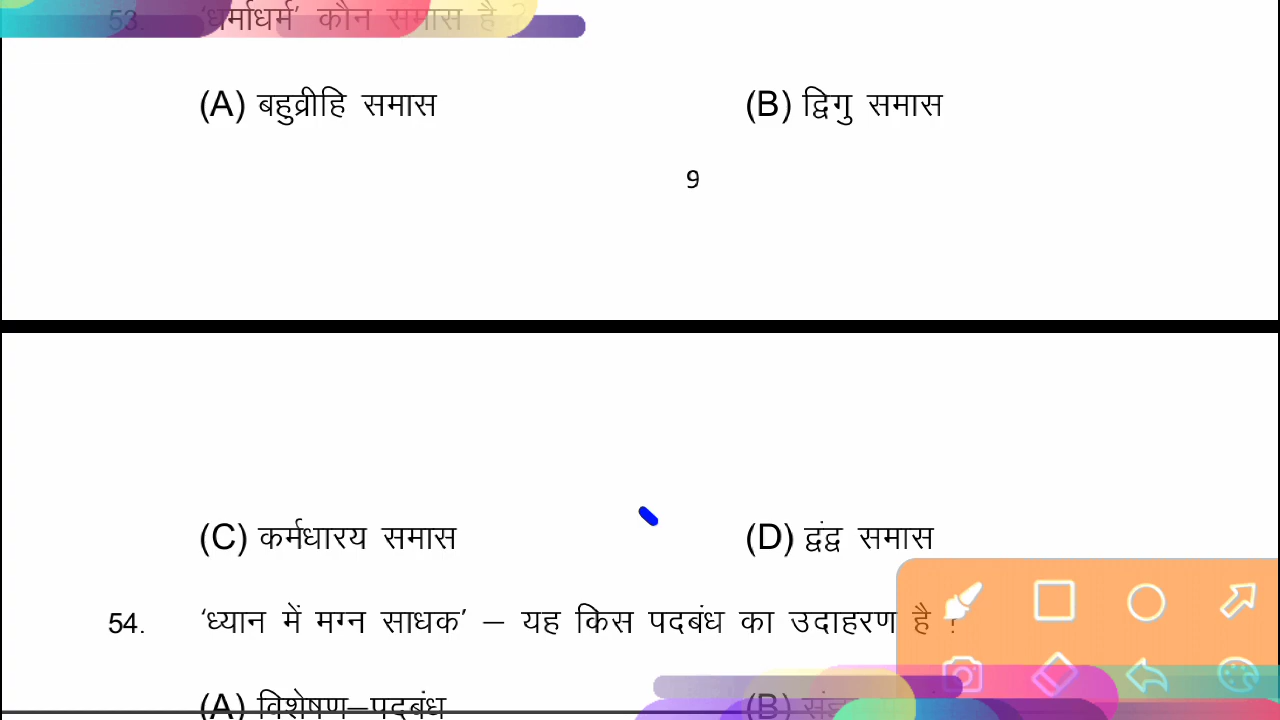 53. ‘धर्माधर्म’ कौन समास है ?
(A) बहुव्रीहि समास (B) द्विगु समास
9
(C) कर्मधारय समास (D) द्वंद्व समास
54. ‘ध्यान में मग्न साधक’ – यह किस पदबंध का उदाहरण है ?
(A) विशेषण–पदबंध (B)